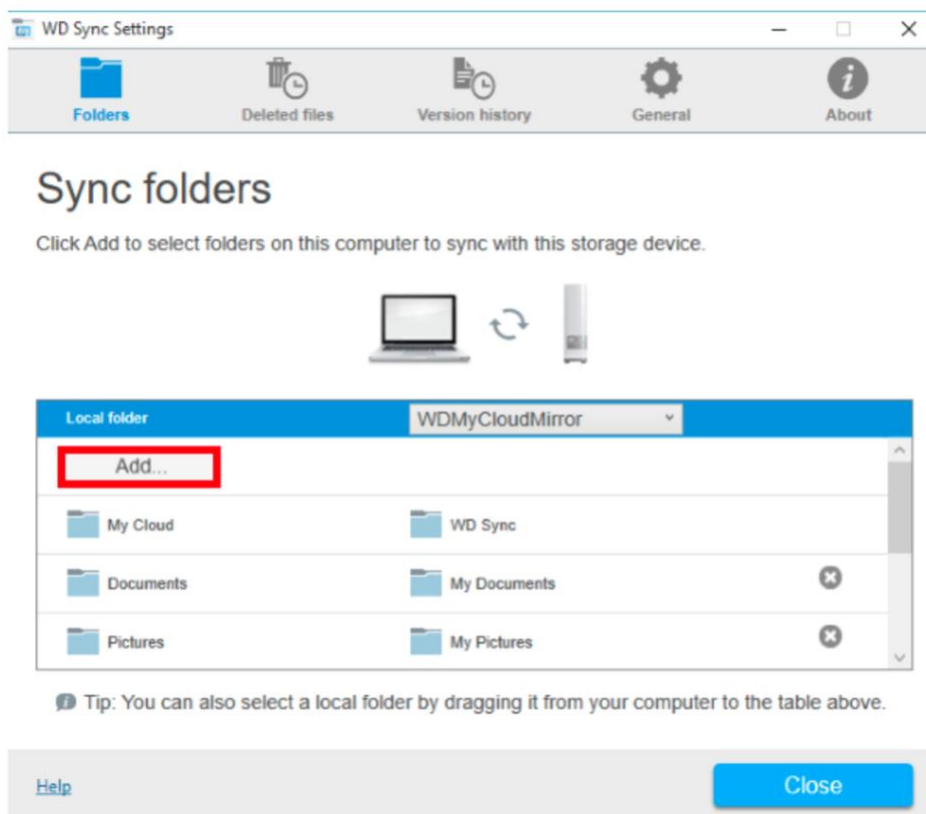 WD Sync Settings
Folders Deleted files Version history General About
Sync folders
Click Add to select folders on this computer to sync with this storage device.
Local folder WDMyCloudMirror
Add...
My Cloud WD Sync
Documents My Documents
Pictures My Pictures
Tip: You can also select a local folder by dragging it from your computer to the table above.
Help Close